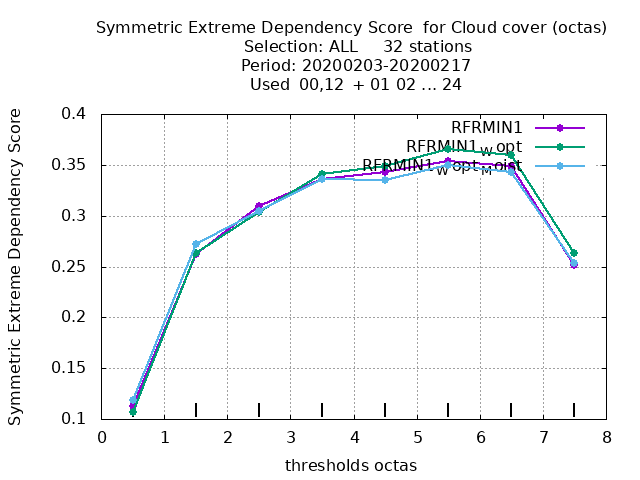 Symmetric Extreme Dependency Score  for Cloud cover (octas)
Selection: ALL     32 stations
Period: 20200203-20200217
Used  00,12  + 01 02 ... 24
Symmetric Extreme Dependency Score
0.4
0.35
0.3
0.25
0.2
0.15
0.1
RFRMIN1
RFRMIN1_Wopt
RFRMIN1_Wopt_Moist
0 1 2 3 4 5 6 7 8
thresholds octas